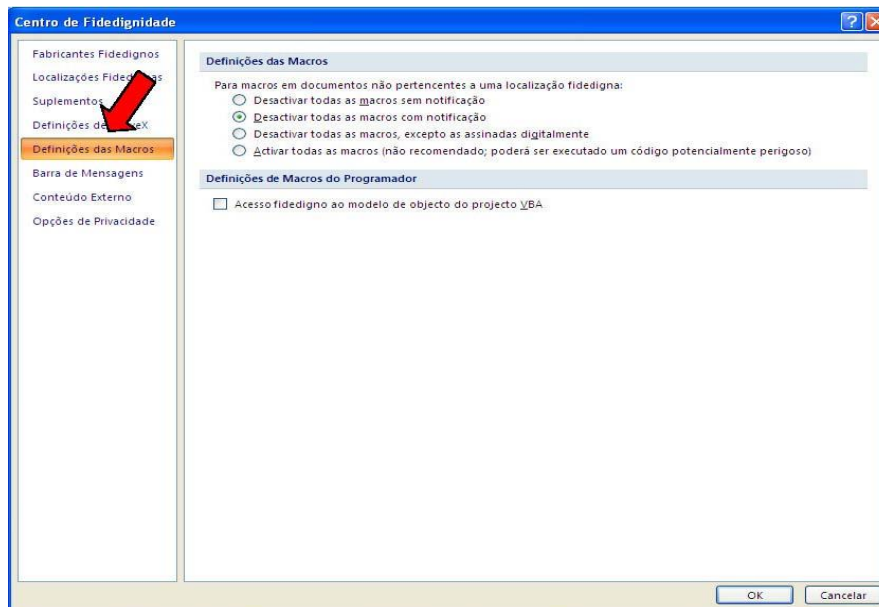 Centro de Fidedignidade
Fabricantes Fidedignos
Localizações
Suplementos
Definições
Definições das Macros
Barra de Mensagens
Conteúdo Externo
Opções de Privacidade
Definições das Macros
Para macros em documentos não pertencentes a uma localização fidedigna:
Desactivar todas as macros sem notificação
Desactivar todas as macros com notificação
Desactivar todas as macros, excepto as assinadas digitalmente
Activar todas as macros (não recomendado; poderá ser executado um código potencialmente perigoso)
Definições de Macros do Programador
Acesso fidedigno ao modelo de objecto do projecto VBA
OK
Cancelar